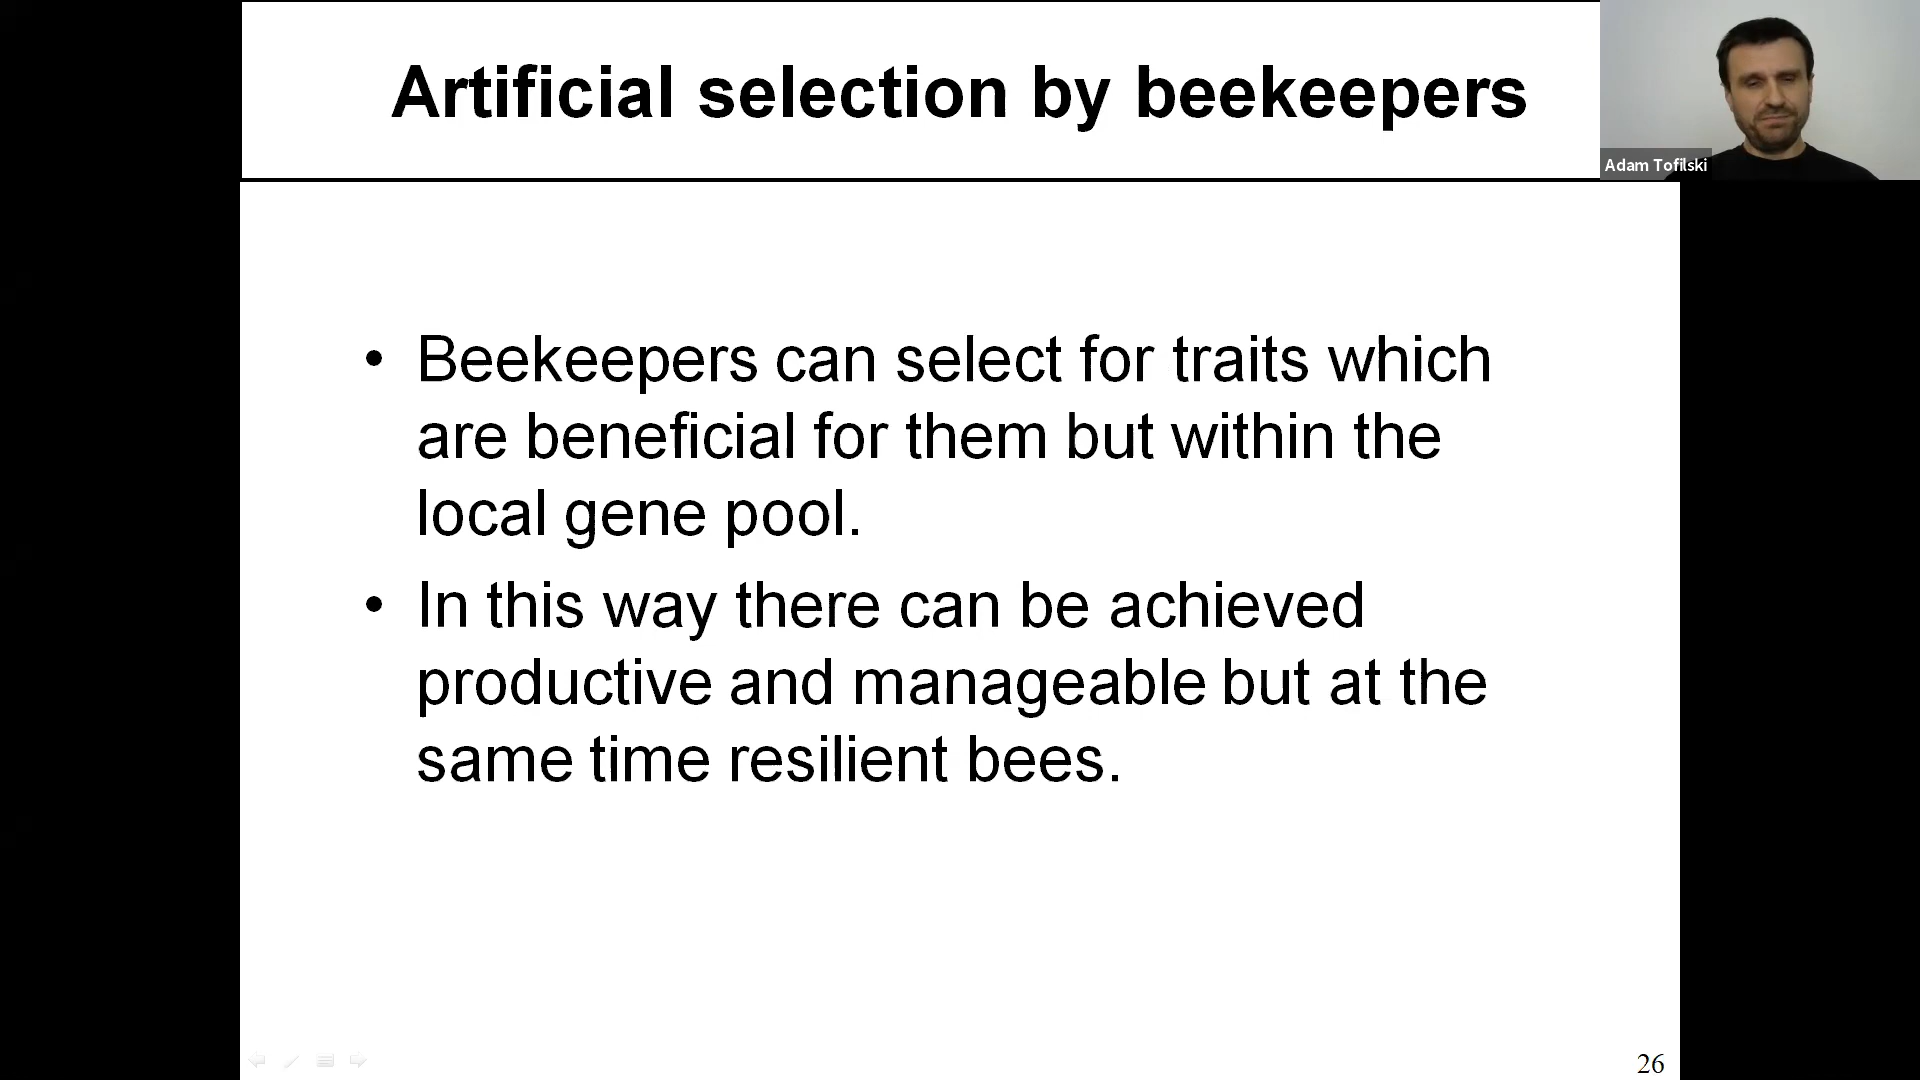 Artificial selection by beekeepers
Adam Tofilski
• Beekeepers can select for traits which
are beneficial for them but within the
local gene pool.
• In this way there can be achieved
productive and manageable but at the
same time resilient bees.
26